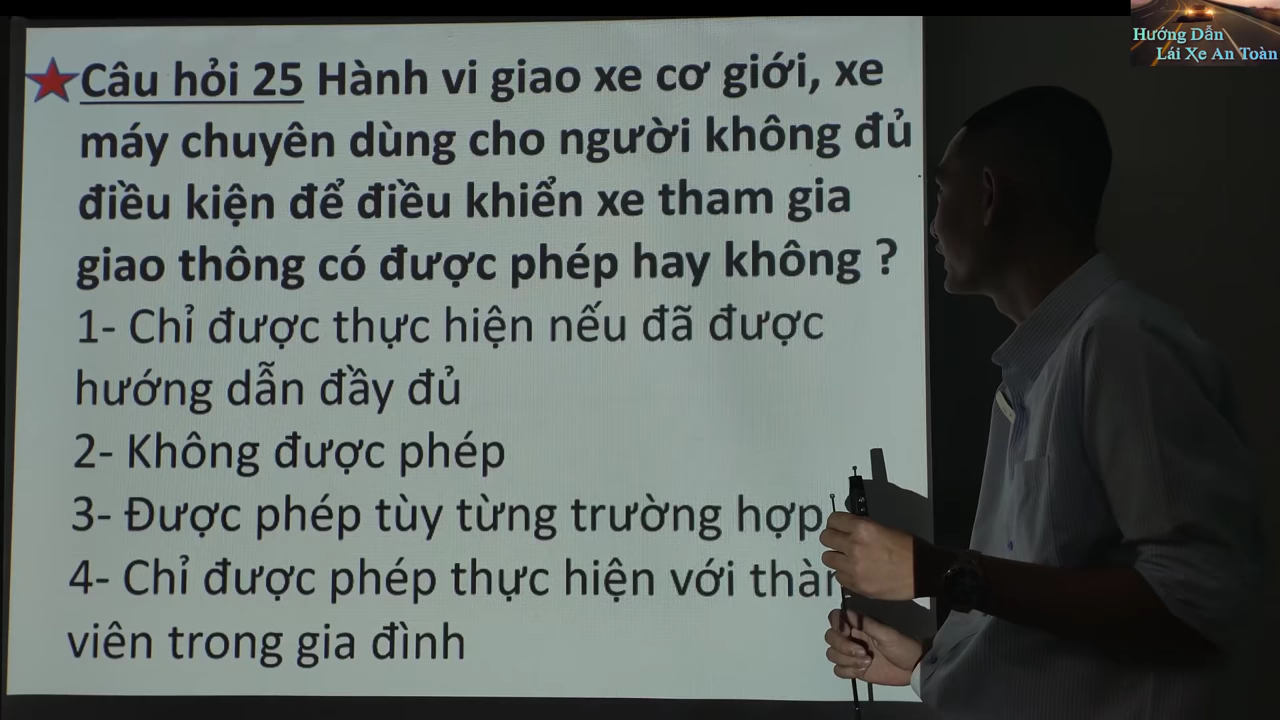 Hướng Dẫn
Lái Xe An Toàn
Câu hỏi 25 Hành vi giao xe cơ giới, xe
máy chuyên dùng cho người không đủ
điều kiện để điều khiển xe tham gia
giao thông có được phép hay không ?
1- Chỉ được thực hiện nếu đã được
hướng dẫn đầy đủ
2- Không được phép
3- Được phép tùy từng trường hợp
4- Chỉ được phép thực hiện với
viên trong gia đình